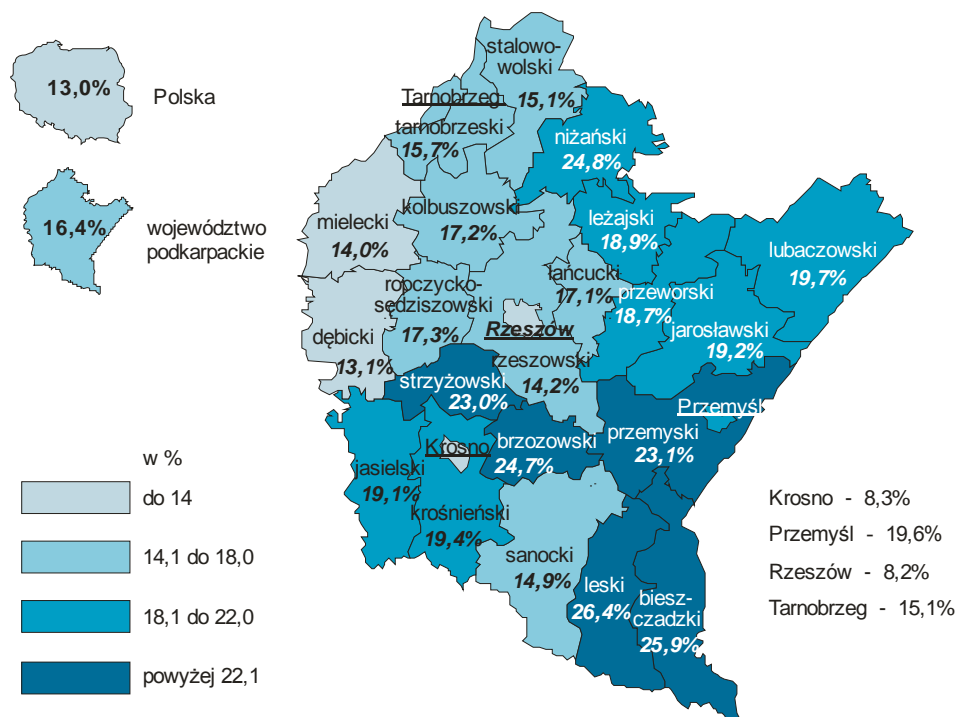 13,0%
Polska
16,4%
województwo
podkarpackie
stalowo-
wolski
15,1%
Tarnobrzeg
tarnobrzeski
15,7%
niżański
24,8%
mielecki
14,0%
kolbuszowski
17,2%
leżajski
18,9%
lubaczowski
19,7%
łańcucki
17,1%
przeworski
18,7%
jarosławski
19,2%
ropczycko-
sędziszowski
17,3%
dębicki
13,1%
Rzeszów
rzeszowski
14,2%
strzyżowski
23,0%
Przemyśl
przemyski
23,1%
brzozowski
24,7%
Krosno
jasielski
19,1%
krośnieński
19,4%
sanocki
14,9%
leski
26,4%
biesz-
czadzki
25,9%
w %
do 14
14,1 do 18,0
18,1 do 22,0
powyżej 22,1
Krosno - 8,3%
Przemyśl - 19,6%
Rzeszów - 8,2%
Tarnobrzeg - 15,1%